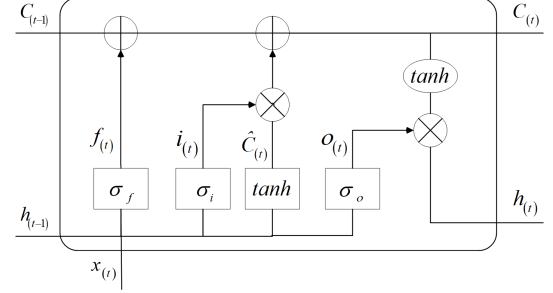 C(t-1) C(t)
tanh
f(t) i(t) Ĉ(t) o(t)
σf σi tanh σo
h(t-1) h(t)
x(t)